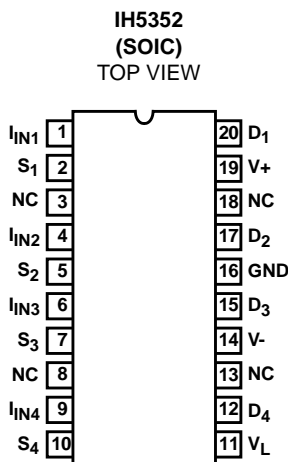 IH5352
(SOIC)
TOP VIEW
IIN1 1 20 D1
S1 2 19 V+
NC 3 18 NC
IIN2 4 17 D2
S2 5 16 GND
IIN3 6 15 D3
S3 7 14 V-
NC 8 13 NC
IIN4 9 12 D4
S4 10 11 VL